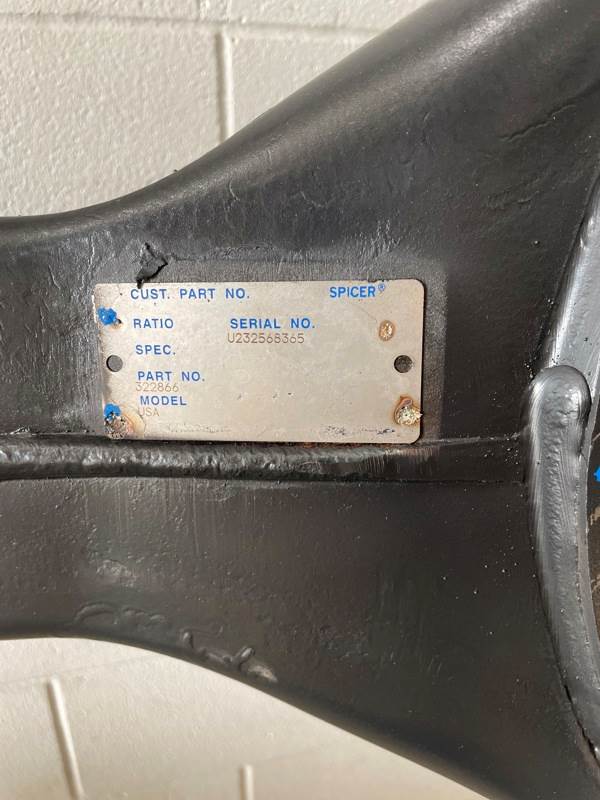 CUST. PART NO. SPICER®
RATIO SERIAL NO.
U232568365
SPEC.
PART NO.
322866
MODEL
USA